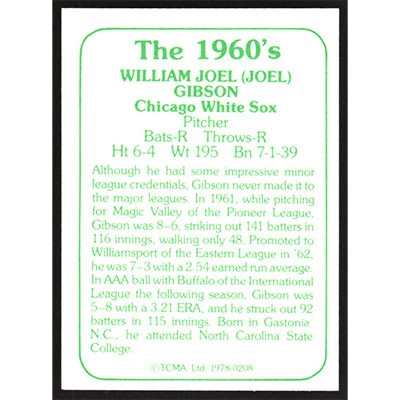 The 1960's
WILLIAM JOEL (JOEL)
GIBSON
Chicago White Sox
Pitcher
Bats-R Throws-R
Ht 6-4 Wt 195 Bn 7-1-39
Although he had some impressive minor
league credentials, Gibson never made it to
the major leagues. In 1961, while pitching
for Magic Valley of the Pioneer League,
Gibson was 8–6, striking out 141 batters in
116 innings, walking only 48. Promoted to
Williamsport of the Eastern League in '62,
he was 7–3 with a 2.54 earned run average.
In AAA ball with Buffalo of the International
League the following season, Gibson was
5–8 with a 3.21 ERA, and he struck out 92
batters in 115 innings. Born in Gastonia
N.C., he attended North Carolina State
College.
©TCMA, Ltd. 1978-0208